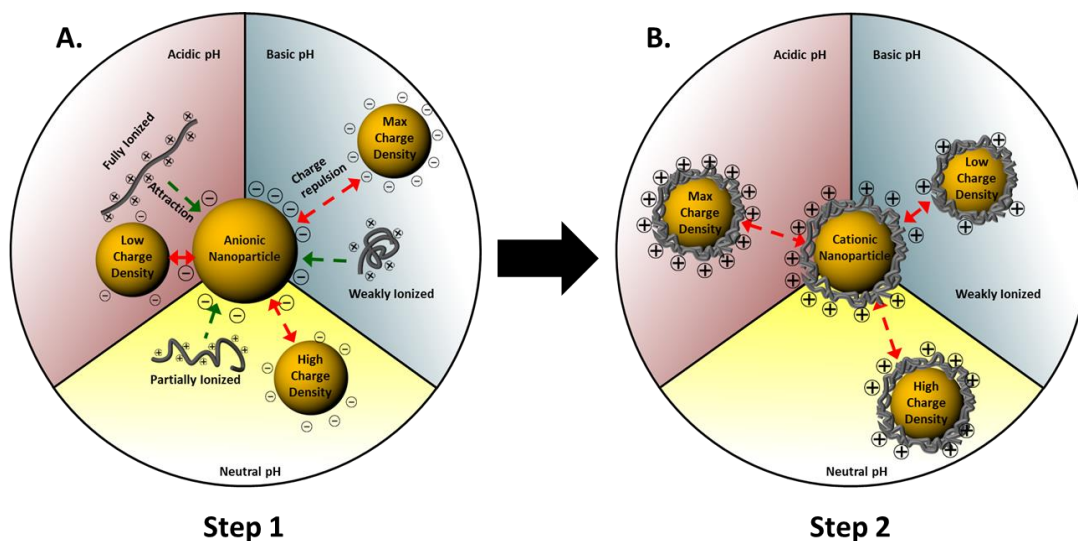 A.
Acidic pH
Basic pH
Fully Ionized
Attraction
Max
Charge
Density
Charge
repulsion
Low
Charge
Density
Anionic
Nanoparticle
Weakly Ionized
Partially Ionized
High
Charge
Density
Neutral pH
Step 1
B.
Acidic pH
Basic pH
Max
Charge
Density
Low
Charge
Density
Cationic
Nanoparticle
Weakly Ionized
High
Charge
Density
Neutral pH
Step 2